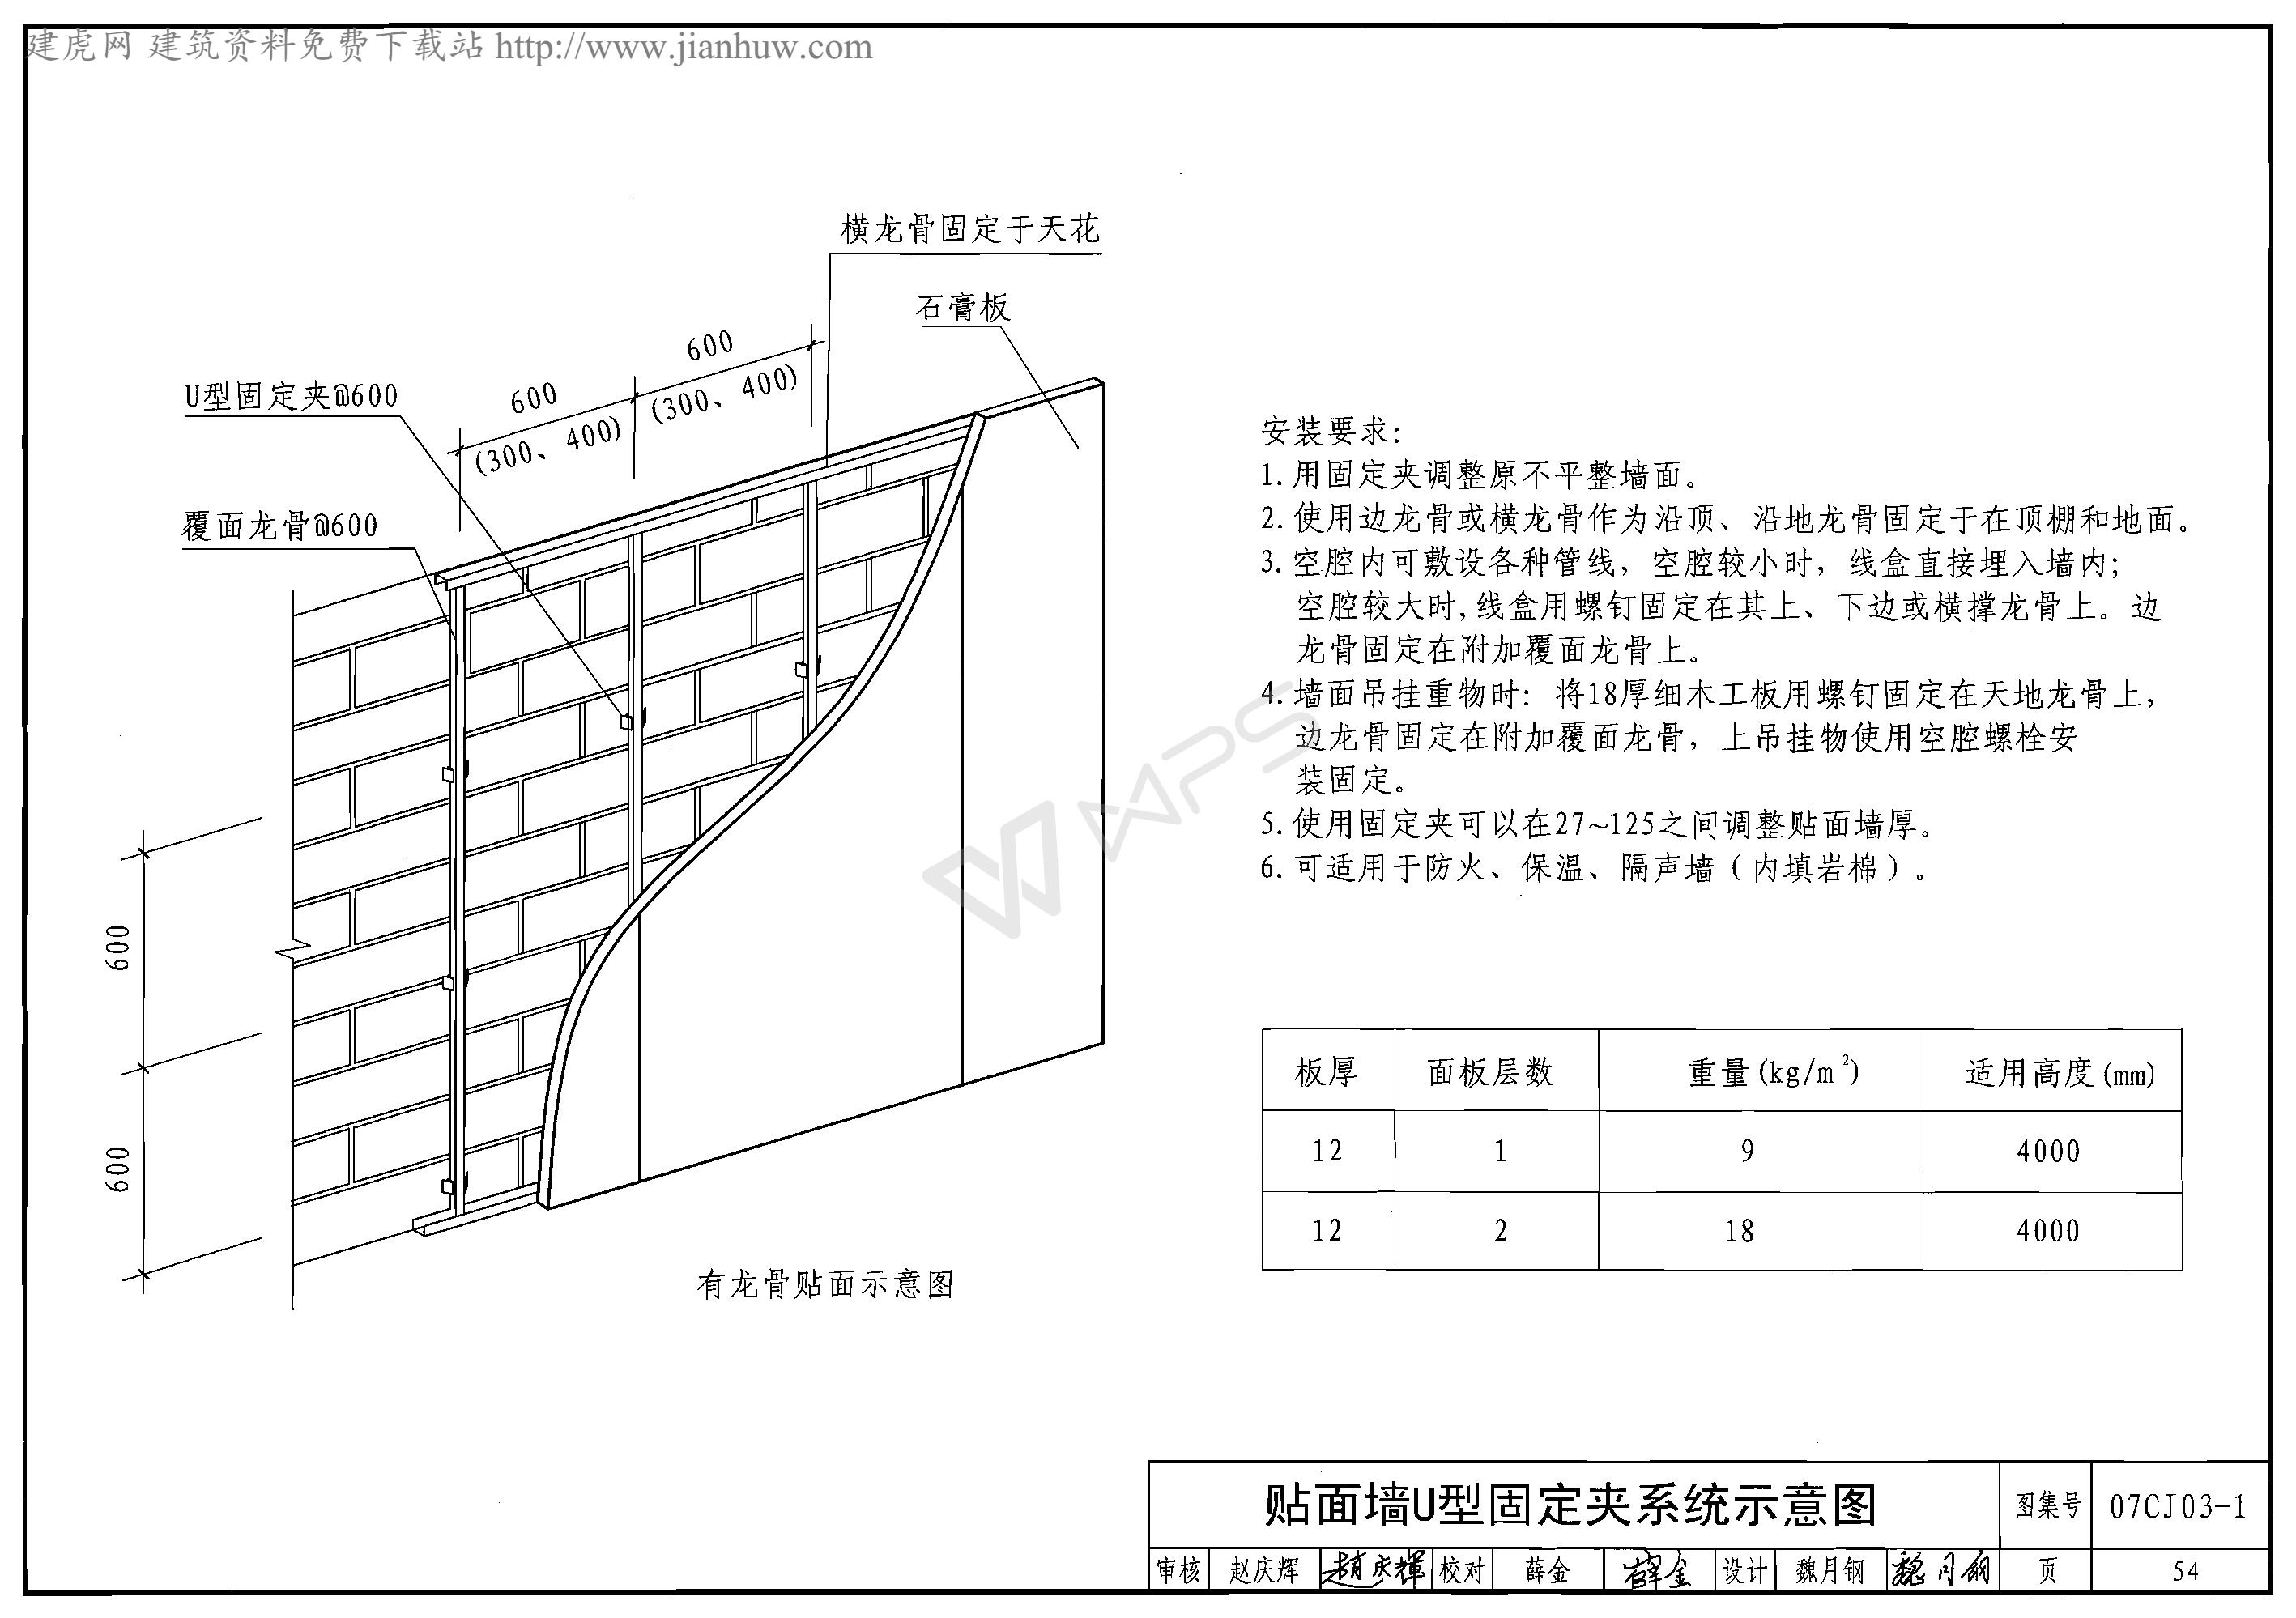 建虎网 建筑资料免费下载站 http://www.jianhuw.com
横龙骨固定于天花
石膏板
600
600
(300、400)
(300、400)
U型固定夹@600
覆面龙骨@600
600
600
有龙骨贴面示意图
安装要求:
1. 用固定夹调整原不平整墙面。
2. 使用边龙骨或横龙骨作为沿顶、沿地龙骨固定于在顶棚和地面。
3. 空腔内可敷设各种管线，空腔较小时，线盒直接埋入墙内;
空腔较大时,线盒用螺钉固定在其上、下边或横撑龙骨上。边
龙骨固定在附加覆面龙骨上。
4. 墙面吊挂重物时: 将18厚细木工板用螺钉固定在天地龙骨上，
边龙骨固定在附加覆面龙骨，上吊挂物使用空腔螺栓安
装固定。
5. 使用固定夹可以在27~125之间调整贴面墙厚。
6. 可适用于防火、保温、隔声墙（内填岩棉）。
WPS
板厚 面板层数 重量(kg/m²) 适用高度(mm)
12 1 9 4000
12 2 18 4000
贴面墙U型固定夹系统示意图 图集号 07CJ03-1
审核 赵庆辉 趙庆輝 校对 薛金 薛金 设计 魏月钢 魏月钢 页 54